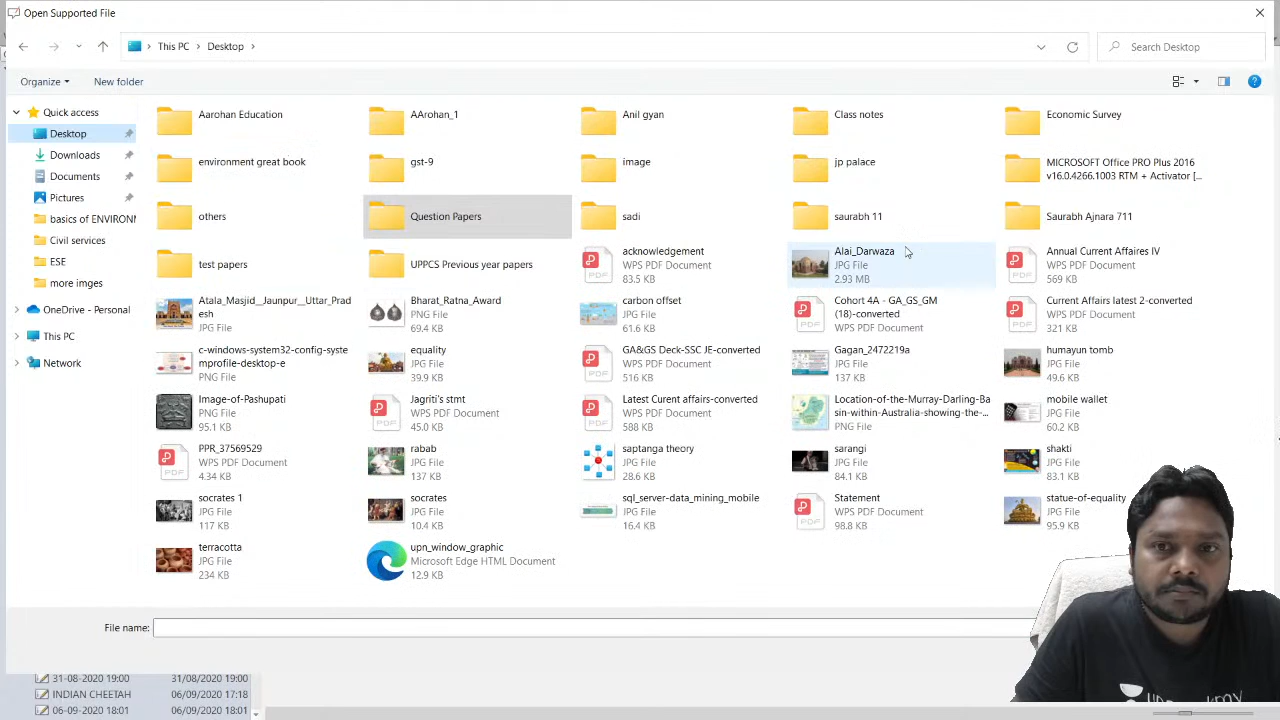 Open Supported File
This PC
Desktop
Search Desktop
Organize
New folder
Quick access
Desktop
Downloads
Documents
Pictures
basics of ENVIRON
Civil services
ESE
more imges
OneDrive - Personal
This PC
Network
Aarohan Education
AArohan_1
Anil gyan
Class notes
Economic Survey
environment great book
gst-9
image
jp palace
MICROSOFT Office PRO Plus 2016
v16.0.4266.1003 RTM + Activator [...
others
Question Papers
sadi
saurabh 11
Saurabh Ajnara 711
test papers
UPPCS Previous year papers
acknowledgement
WPS PDF Document
83.5 KB
Alai_Darwaza
JPG File
2.93 MB
Annual Current Affaires IV
WPS PDF Document
569 KB
Atala_Masjid__Jaunpur__Uttar_Prad
esh
JPG File
Bharat_Ratna_Award
PNG File
69.4 KB
carbon offset
JPG File
61.6 KB
Cohort 4A - GA_GS_GM
(18)-converted
WPS PDF Document
Current Affairs latest 2-converted
WPS PDF Document
321 KB
c-windows-system32-config-syste
mprofile-desktop-e
PNG File
equality
JPG File
39.9 KB
GA&GS Deck-SSC JE-converted
WPS PDF Document
516 KB
Gagan_2472219a
JPG File
137 KB
humayun tomb
JPG File
49.6 KB
Image-of-Pashupati
PNG File
95.1 KB
Jagriti's stmt
WPS PDF Document
45.0 KB
Latest Curent affairs-converted
WPS PDF Document
588 KB
Location-of-the-Murray-Darling-Ba
sin-within-Australia-showing-the-...
PNG File
mobile wallet
JPG File
60.2 KB
PPR_37569529
WPS PDF Document
4.34 KB
rabab
JPG File
137 KB
saptanga theory
JPG File
28.6 KB
sarangi
JPG File
84.1 KB
shakti
JPG File
83.1 KB
socrates 1
JPG File
117 KB
socrates
JPG File
10.4 KB
sql_server-data_mining_mobile
JPG File
16.4 KB
Statement
WPS PDF Document
98.8 KB
statue-of-equality
JPG File
95.9 KB
terracotta
JPG File
234 KB
upn_window_graphic
Microsoft Edge HTML Document
12.9 KB
File name:
31-08-2020 19:00 31/08/2020 19:00
INDIAN CHEETAH 06/09/2020 17:18
06-09-2020 18:01 06/09/2020 18:01